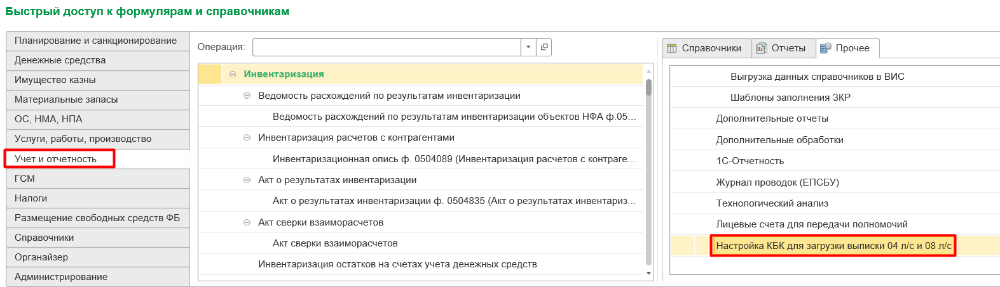 Быстрый доступ к формулярам и справочникам
Планирование и санкционирование
Денежные средства
Имущество казны
Материальные запасы
ОС, НМА, НПА
Услуги, работы, производство
Учет и отчетность
ГСМ
Налоги
Размещение свободных средств ФБ
Справочники
Органайзер
Администрирование
Операция:
Инвентаризация
Ведомость расхождений по результатам инвентаризации
Ведомость расхождений по результатам инвентаризации объектов НФА ф.05...
Инвентаризация расчетов с контрагентами
Инвентаризационная опись ф. 0504089 (Инвентаризация расчетов с контраге...
Акт о результатах инвентаризации
Акт о результатах инвентаризации ф. 0504835 (Акт о результатах инвентариз...
Акт сверки взаиморасчетов
Акт сверки взаиморасчетов
Инвентаризация остатков на счетах учета денежных средств
Справочники
Отчеты
Прочее
Выгрузка данных справочников в ВИС
Шаблоны заполнения ЗКР
Дополнительные отчеты
Дополнительные обработки
1С-Отчетность
Журнал проводок (ЕПСБУ)
Технологический анализ
Лицевые счета для передачи полномочий
Настройка КБК для загрузки выписки 04 л/с и 08 л/с